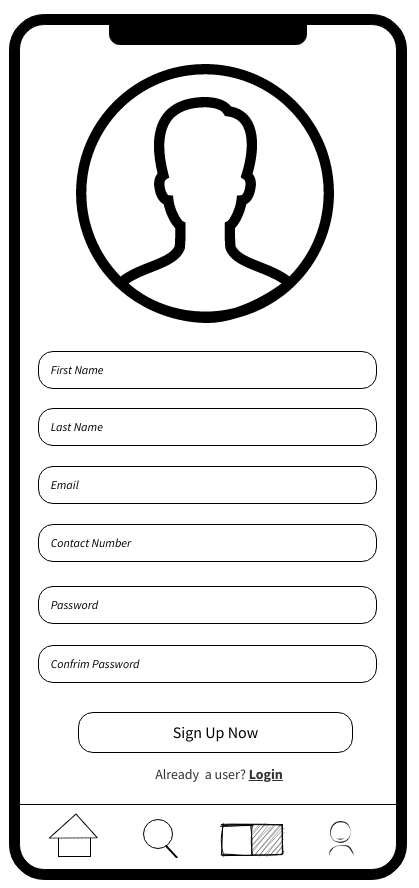 First Name
Last Name
Email
Contact Number
Password
Confrim Password
Sign Up Now
Already  a user? Login